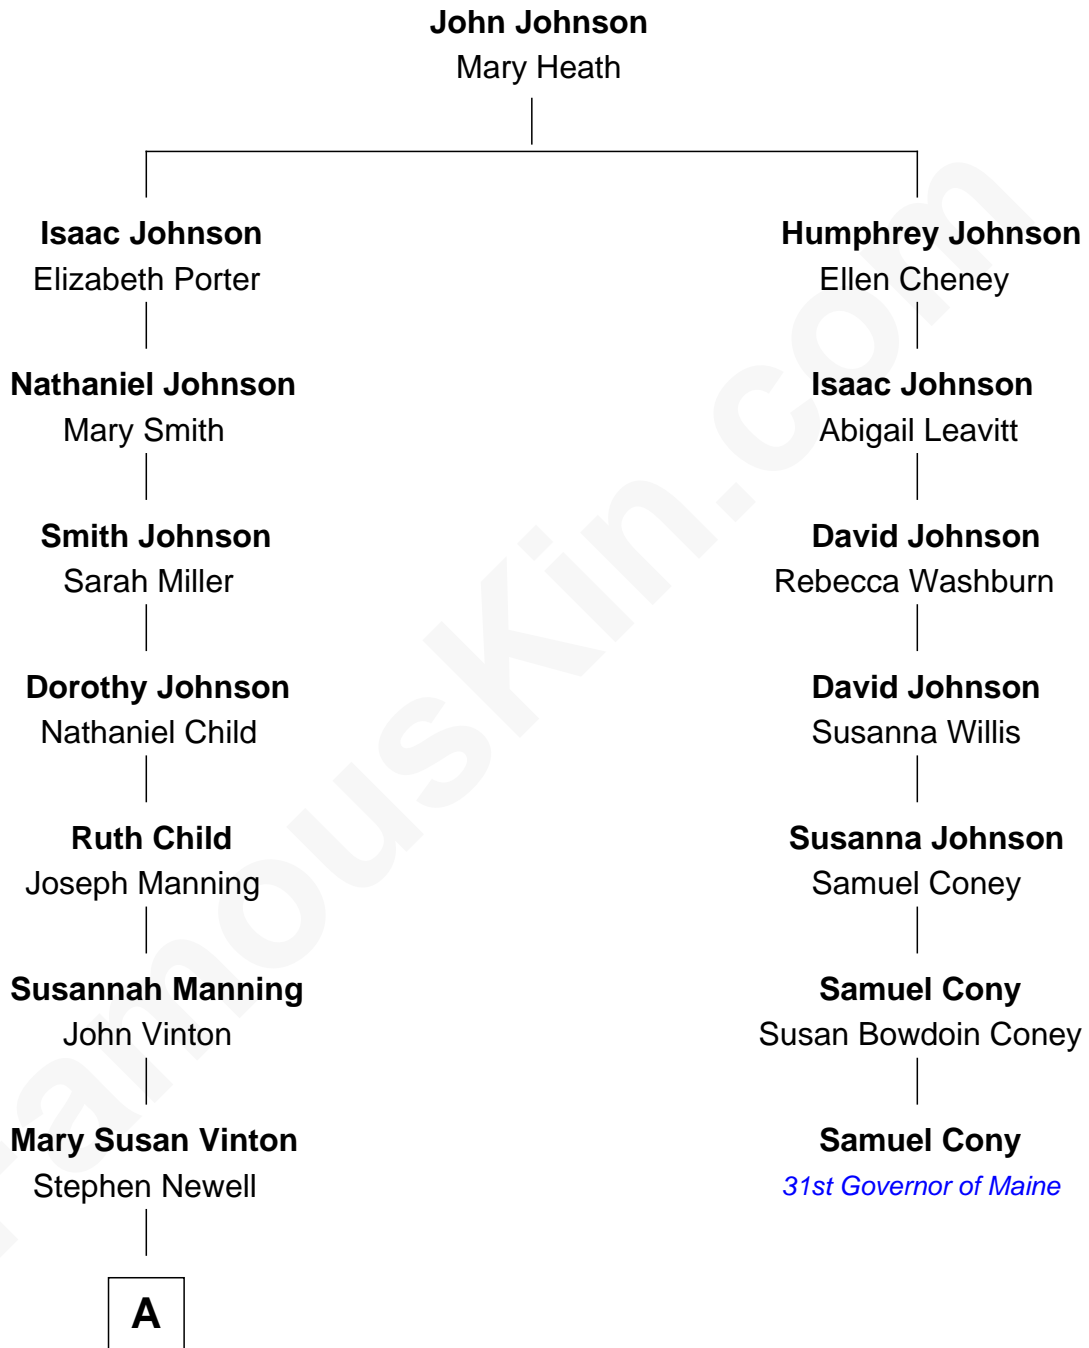 John Johnson
Mary Heath
Isaac Johnson
Elizabeth Porter
Humphrey Johnson
Ellen Cheney
Nathaniel Johnson
Mary Smith
Isaac Johnson
Abigail Leavitt
Smith Johnson
Sarah Miller
David Johnson
Rebecca Washburn
Dorothy Johnson
Nathaniel Child
David Johnson
Susanna Willis
Ruth Child
Joseph Manning
Susanna Johnson
Samuel Coney
Susannah Manning
John Vinton
Samuel Cony
Susan Bowdoin Coney
Mary Susan Vinton
Stephen Newell
Samuel Cony
31st Governor of Maine
A
FamousKin.com